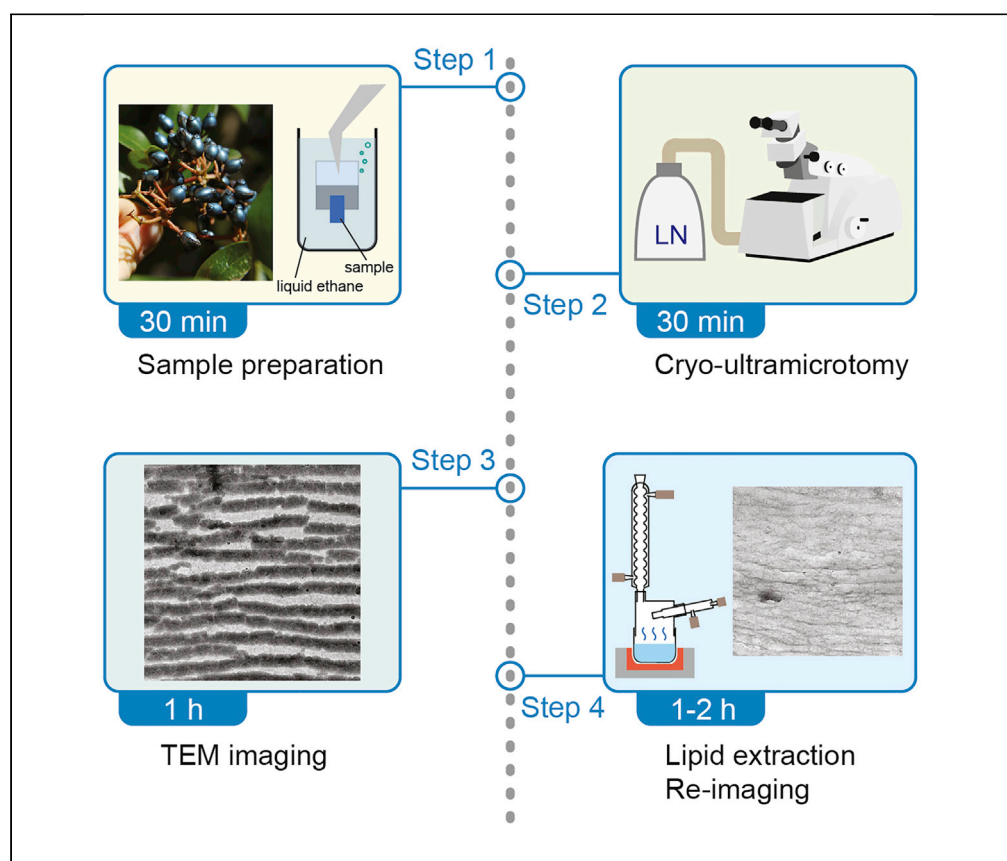 Step 1
sample
liquid ethane
30 min
Sample preparation
LN
Step 2
30 min
Cryo-ultramicrotomy
Step 3
1 h
TEM imaging
Step 4
1-2 h
Lipid extraction
Re-imaging